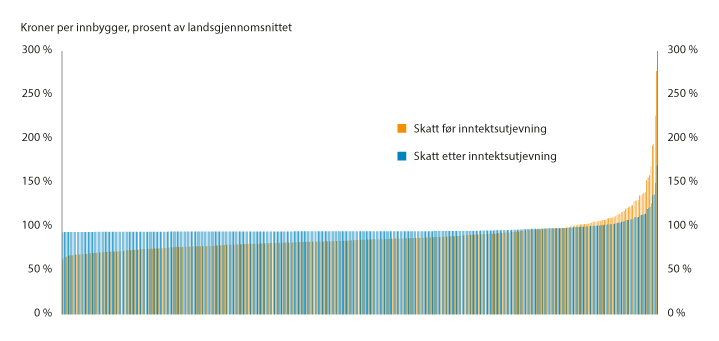 Kroner per innbygger, prosent av landsgjennomsnittet
300 % 300 %
250 % 250 %
200 % 200 %
150 % 150 %
100 % 100 %
50 % 50 %
0 % 0 %
Skatt før inntektsutjevning
Skatt etter inntektsutjevning